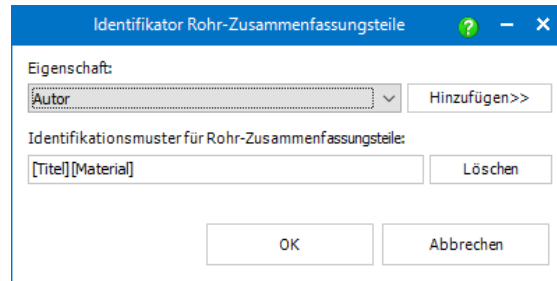 Identifikator Rohr-Zusammenfassungsteile
Eigenschaft:
Autor
Hinzufügen>>
Identifikationsmuster für Rohr-Zusammenfassungsteile:
[Titel][Material]
Löschen
OK
Abbrechen